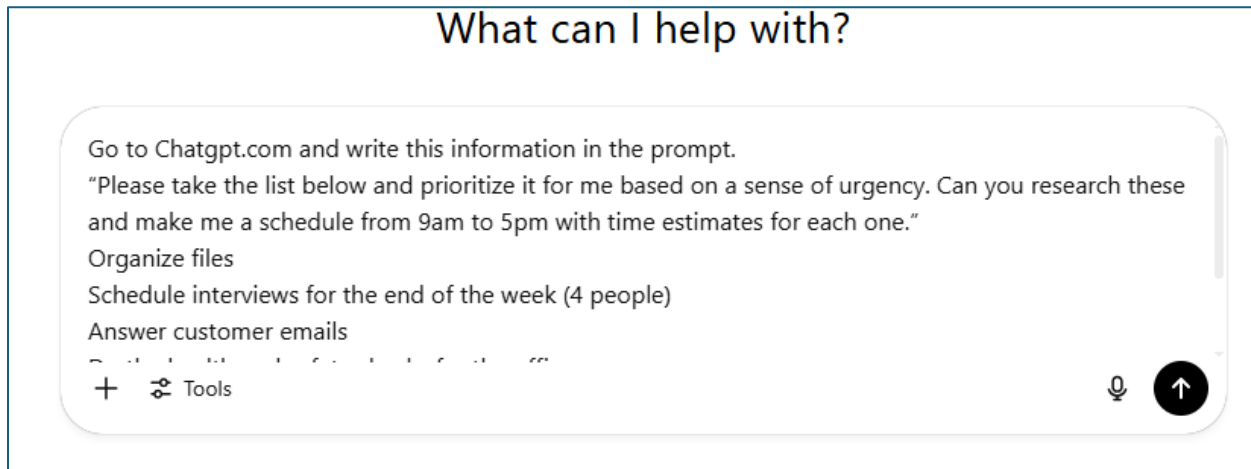 What can I help with?
Go to Chatgpt.com and write this information in the prompt.
“Please take the list below and prioritize it for me based on a sense of urgency. Can you research these
and make me a schedule from 9am to 5pm with time estimates for each one.”
Organize files
Schedule interviews for the end of the week (4 people)
Answer customer emails
Tools